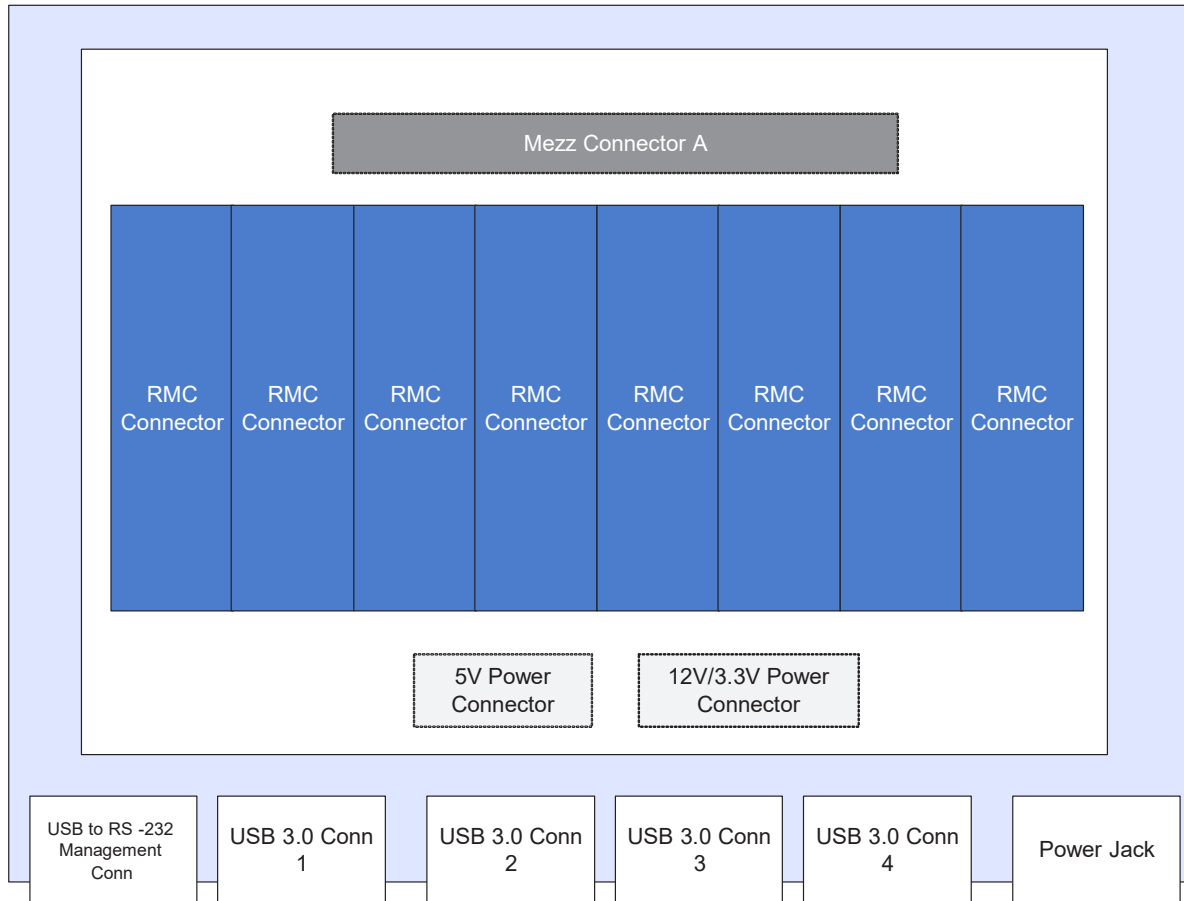 Mezz Connector A
RMC
Connector
RMC
Connector
RMC
Connector
RMC
Connector
RMC
Connector
RMC
Connector
RMC
Connector
RMC
Connector
5V Power
Connector
12V/3.3V Power
Connector
USB to RS -232
Management
Conn
USB 3.0 Conn
1
USB 3.0 Conn
2
USB 3.0 Conn
3
USB 3.0 Conn
4
Power Jack